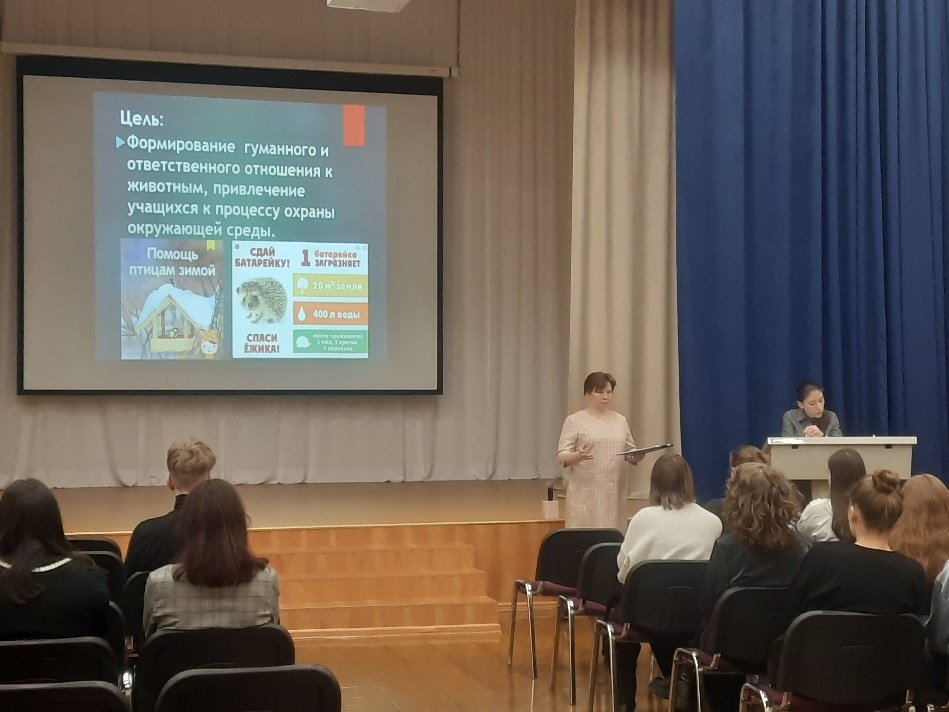 Цель:
Формирование гуманного и
ответственного отношения к
животным, привлечение
учащихся к процессу охраны
окружающей среды.
Помощь
птицам зимой
СДАЙ
БАТАРЕЙКУ!
1 батарейка
ЗАГРЯЗНЯЕТ
20 м² земли
400 л воды
СПАСИ
ЁЖИКА!